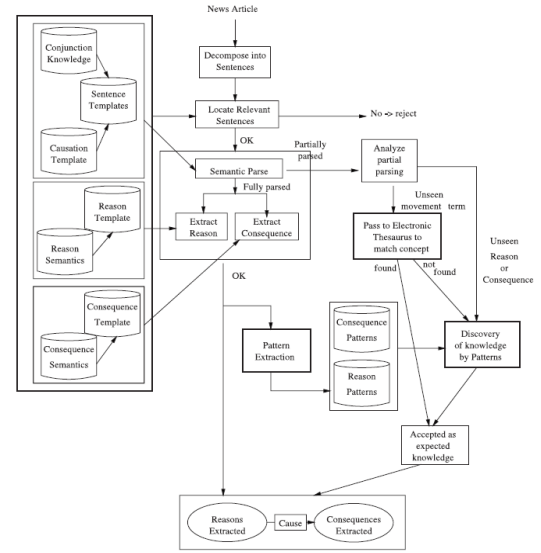 News Article
Conjunction
Knowledge
Sentence
Templates
Causation
Template
Decompose into
Sentences
Locate Relevant
Sentences
No -> reject
OK
Partially
parsed
Semantic Parse
Fully parsed
Extract
Reason
Extract
Consequence
Analyze
partial
parsing
Unseen
movement term
Pass to Electronic
Thesaurus to
match concept
found
not
found
Unseen
Reason
or
Consequence
Reason
Template
Reason
Semantics
Consequence
Template
Consequence
Semantics
OK
Pattern
Extraction
Consequence
Patterns
Reason
Patterns
Discovery
of knowledge
by Patterns
Accepted as
expected
knowledge
Reasons
Extracted
Cause
Consequences
Extracted